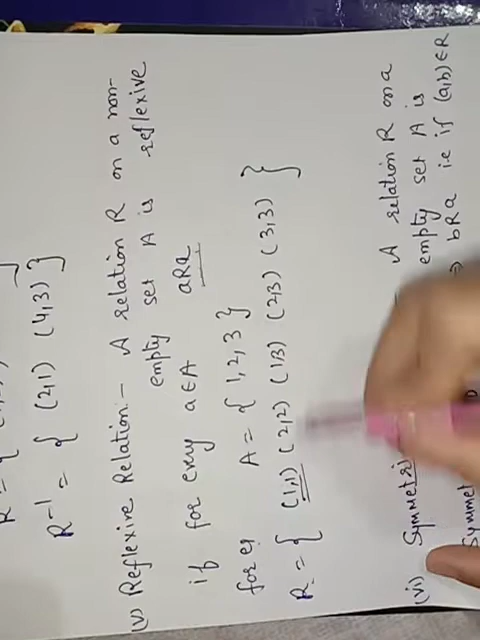 R = {
R⁻¹ = { (2,1) (4,3) }
(v) Reflexive Relation:- A relation R on a non-
empty set A is reflexive
if for every a∈A aRa
for eg A = { 1, 2, 3 }
R = { (1,1) (2,2) (1,3) (2,3) (3,3) }
(vi) Symmetric A relation R on a
empty set A is
Symmet ⇒ bRa i.e if (a,b)∈R